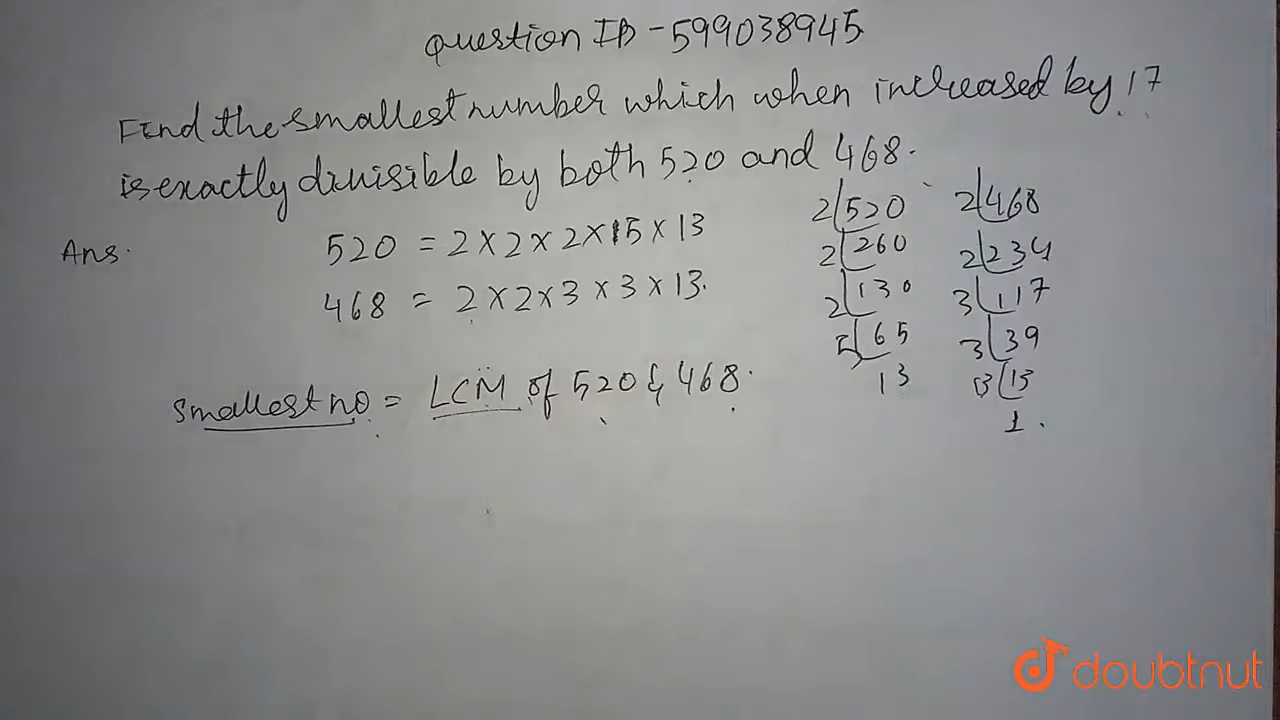 Question ID - 599038945
Find the smallest number which when increased by 17
is exactly divisible by both 520 and 468.
Ans. 520 = 2 x 2 x 2 x 15 x 13
468 = 2 x 2 x 3 x 3 x 13.
smallest no = LCM of 520 & 468.
2 520
2 260
2 130
5 65
13
2 468
2 234
3 117
3 39
13 13
1.
doubtnut